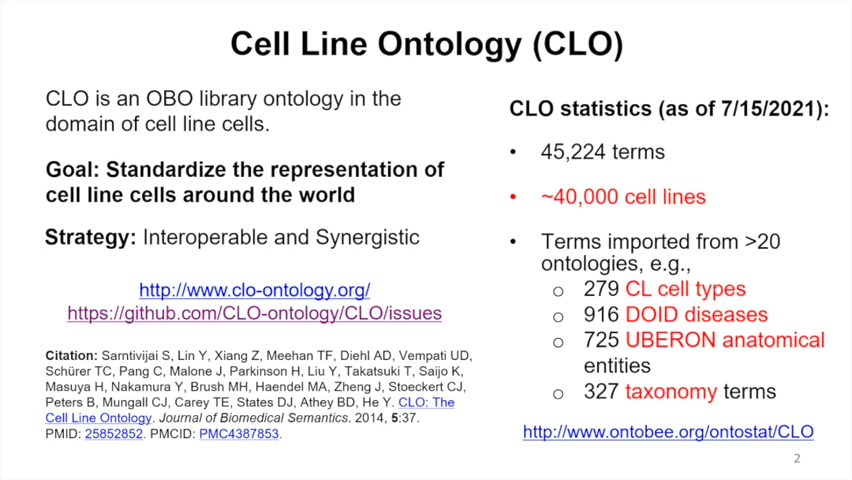 Cell Line Ontology (CLO)
CLO is an OBO library ontology in the
domain of cell line cells.
Goal: Standardize the representation of
cell line cells around the world
Strategy: Interoperable and Synergistic
http://www.clo-ontology.org/
https://github.com/CLO-ontology/CLO/issues
Citation: Sarntivijai S, Lin Y, Xiang Z, Meehan TF, Diehl AD, Vempati UD,
Schürer TC, Pang C, Malone J, Parkinson H, Liu Y, Takatsuki T, Saijo K,
Masuya H, Nakamura Y, Brush MH, Haendel MA, Zheng J, Stoeckert CJ,
Peters B, Mungall CJ, Carey TE, States DJ, Athey BD, He Y. CLO: The
Cell Line Ontology. Journal of Biomedical Semantics. 2014, 5:37.
PMID: 25852852. PMCID: PMC4387853.
CLO statistics (as of 7/15/2021):
• 45,224 terms
• ~40,000 cell lines
• Terms imported from >20
ontologies, e.g.,
o 279 CL cell types
o 916 DOID diseases
o 725 UBERON anatomical
entities
o 327 taxonomy terms
http://www.ontobee.org/ontostat/CLO
2